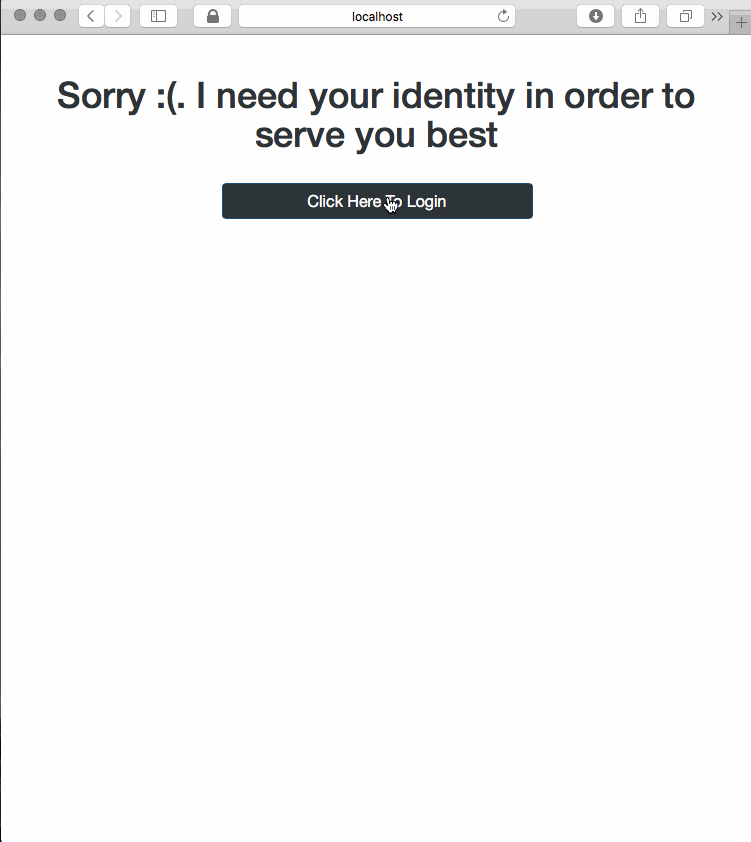 localhost
Sorry :(. I need your identity in order to
serve you best
Click Here To Login